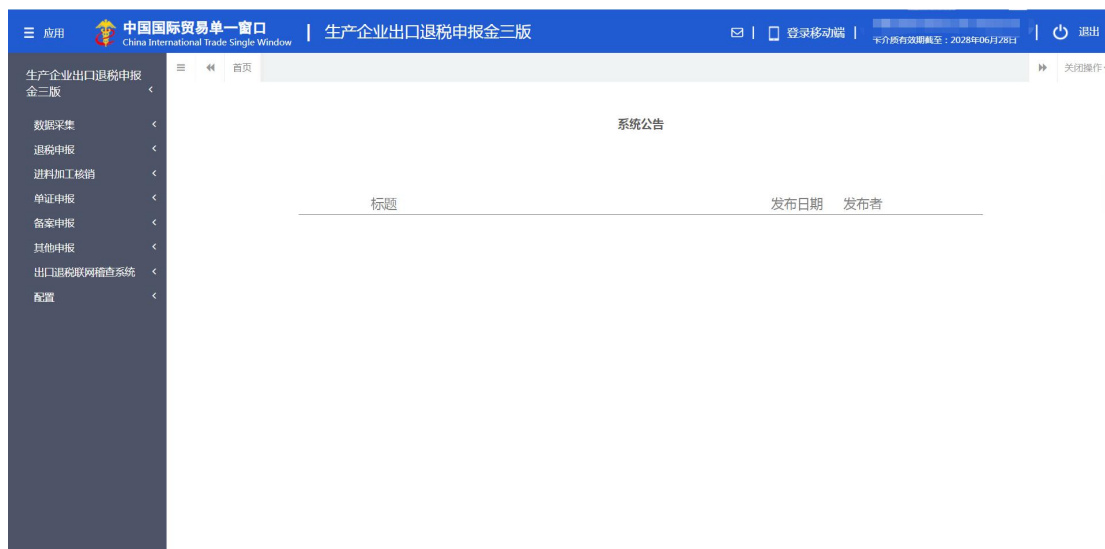 应用
中国国际贸易单一窗口
China International Trade Single Window
生产企业出口退税申报金三版
登录移动端
卡介质有效期截至：2028年06月28日
退出
生产企业出口退税申报
金三版
首页
关闭操作
数据采集
退税申报
进料加工核销
单证申报
备案申报
其他申报
出口退税联网稽查系统
配置
系统公告
标题 发布日期 发布者